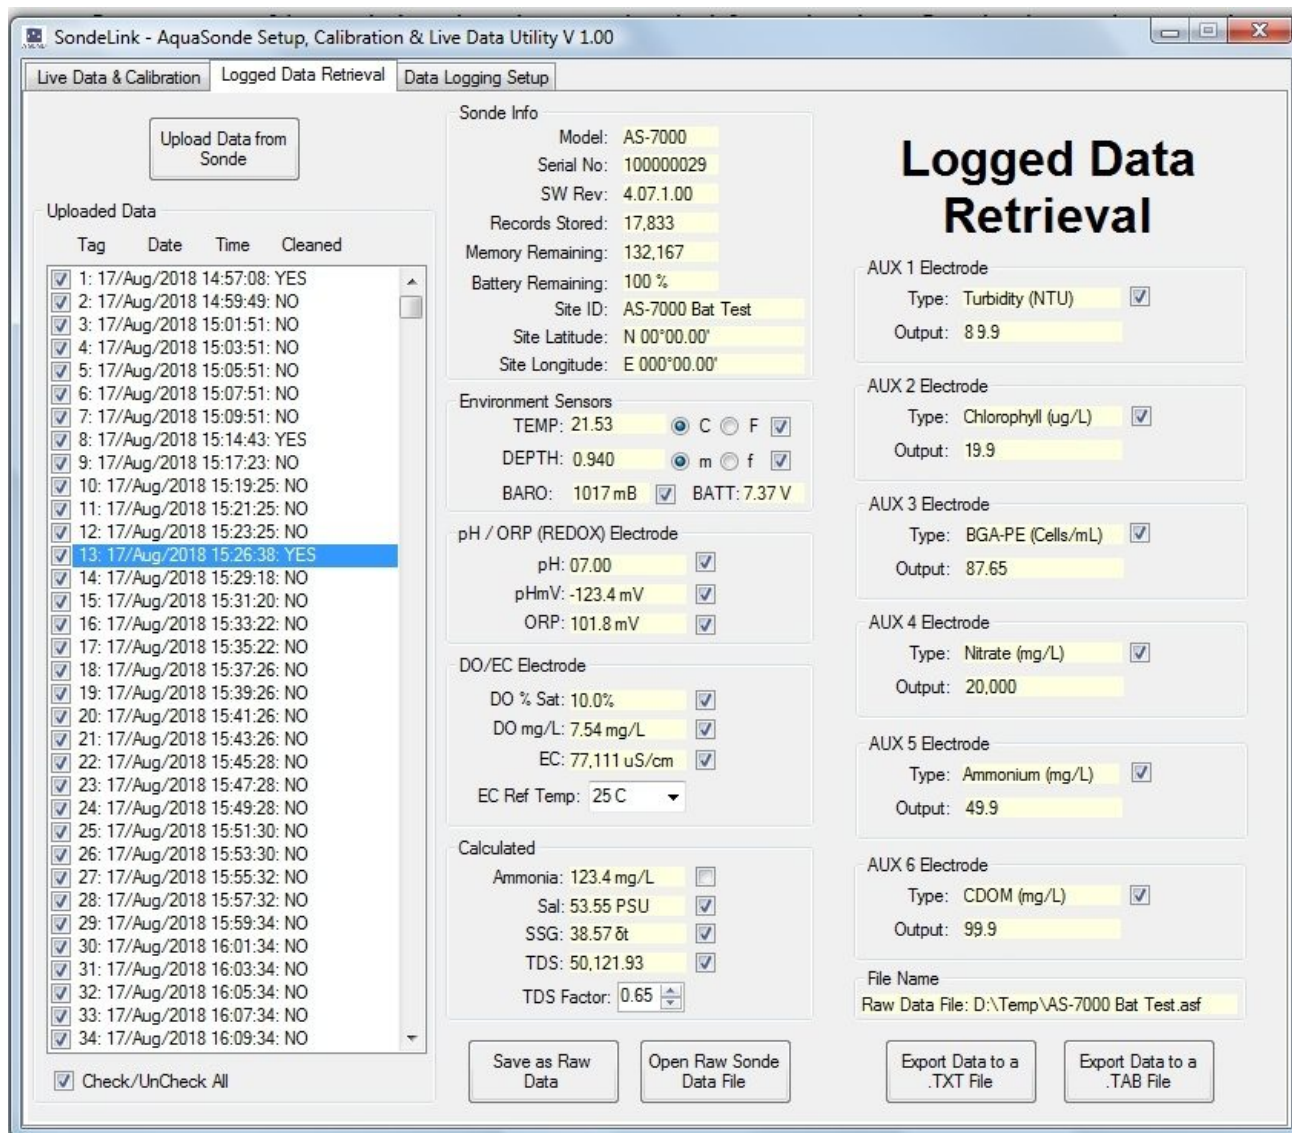 SondeLink - AquaSonde Setup, Calibration & Live Data Utility V 1.00
Live Data & Calibration
Logged Data Retrieval
Data Logging Setup
Upload Data from
Sonde
Uploaded Data
Tag Date Time Cleaned
1: 17/Aug/2018 14:57:08: YES
2: 17/Aug/2018 14:59:49: NO
3: 17/Aug/2018 15:01:51: NO
4: 17/Aug/2018 15:03:51: NO
5: 17/Aug/2018 15:05:51: NO
6: 17/Aug/2018 15:07:51: NO
7: 17/Aug/2018 15:09:51: NO
8: 17/Aug/2018 15:14:43: YES
9: 17/Aug/2018 15:17:23: NO
10: 17/Aug/2018 15:19:25: NO
11: 17/Aug/2018 15:21:25: NO
12: 17/Aug/2018 15:23:25: NO
13: 17/Aug/2018 15:26:38: YES
14: 17/Aug/2018 15:29:18: NO
15: 17/Aug/2018 15:31:20: NO
16: 17/Aug/2018 15:33:22: NO
17: 17/Aug/2018 15:35:22: NO
18: 17/Aug/2018 15:37:26: NO
19: 17/Aug/2018 15:39:26: NO
20: 17/Aug/2018 15:41:26: NO
21: 17/Aug/2018 15:43:26: NO
22: 17/Aug/2018 15:45:28: NO
23: 17/Aug/2018 15:47:28: NO
24: 17/Aug/2018 15:49:28: NO
25: 17/Aug/2018 15:51:30: NO
26: 17/Aug/2018 15:53:30: NO
27: 17/Aug/2018 15:55:32: NO
28: 17/Aug/2018 15:57:32: NO
29: 17/Aug/2018 15:59:34: NO
30: 17/Aug/2018 16:01:34: NO
31: 17/Aug/2018 16:03:34: NO
32: 17/Aug/2018 16:05:34: NO
33: 17/Aug/2018 16:07:34: NO
34: 17/Aug/2018 16:09:34: NO
Check/UnCheck All
Sonde Info
Model: AS-7000
Serial No: 100000029
SW Rev: 4.07.1.00
Records Stored: 17,833
Memory Remaining: 132,167
Battery Remaining: 100 %
Site ID: AS-7000 Bat Test
Site Latitude: N 00°00.00'
Site Longitude: E 000°00.00'
Environment Sensors
TEMP: 21.53 C F
DEPTH: 0.940 m f
BARO: 1017 mB BATT: 7.37 V
pH / ORP (REDOX) Electrode
pH: 07.00
pHmV: -123.4 mV
ORP: 101.8 mV
DO/EC Electrode
DO % Sat: 10.0%
DO mg/L: 7.54 mg/L
EC: 77,111 uS/cm
EC Ref Temp: 25 C
Calculated
Ammonia: 123.4 mg/L
Sal: 53.55 PSU
SSG: 38.57 δt
TDS: 50,121.93
TDS Factor: 0.65
Save as Raw
Data
Open Raw Sonde
Data File
Logged Data
Retrieval
AUX 1 Electrode
Type: Turbidity (NTU)
Output: 8 9.9
AUX 2 Electrode
Type: Chlorophyll (ug/L)
Output: 19.9
AUX 3 Electrode
Type: BGA-PE (Cells/mL)
Output: 87.65
AUX 4 Electrode
Type: Nitrate (mg/L)
Output: 20,000
AUX 5 Electrode
Type: Ammonium (mg/L)
Output: 49.9
AUX 6 Electrode
Type: CDOM (mg/L)
Output: 99.9
File Name
Raw Data File: D:\Temp\AS-7000 Bat Test.asf
Export Data to a
.TXT File
Export Data to a
.TAB File